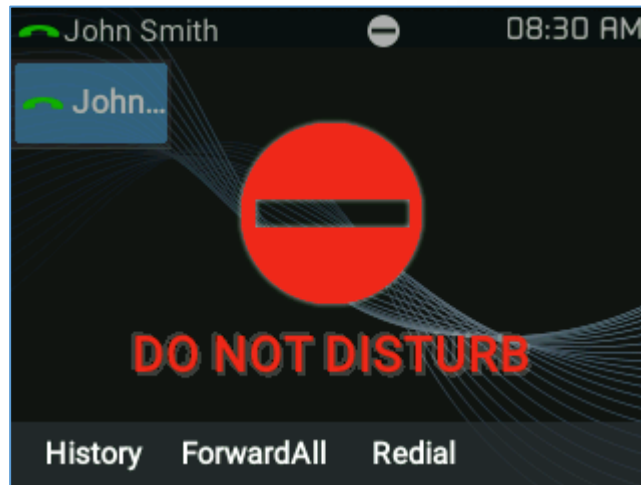 John Smith 08:30 AM
John...
DO NOT DISTURB
History ForwardAll Redial